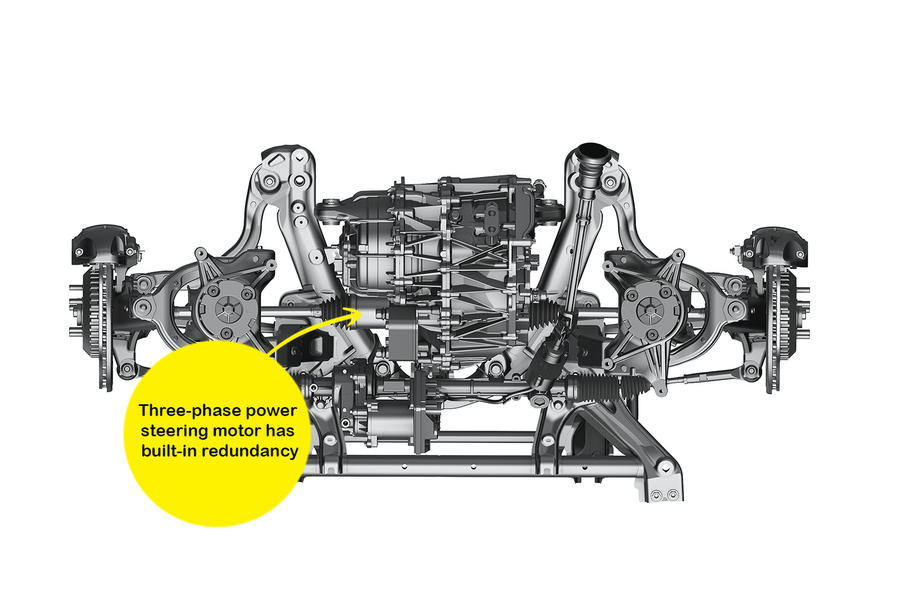 Three-phase power
steering motor has
built-in redundancy